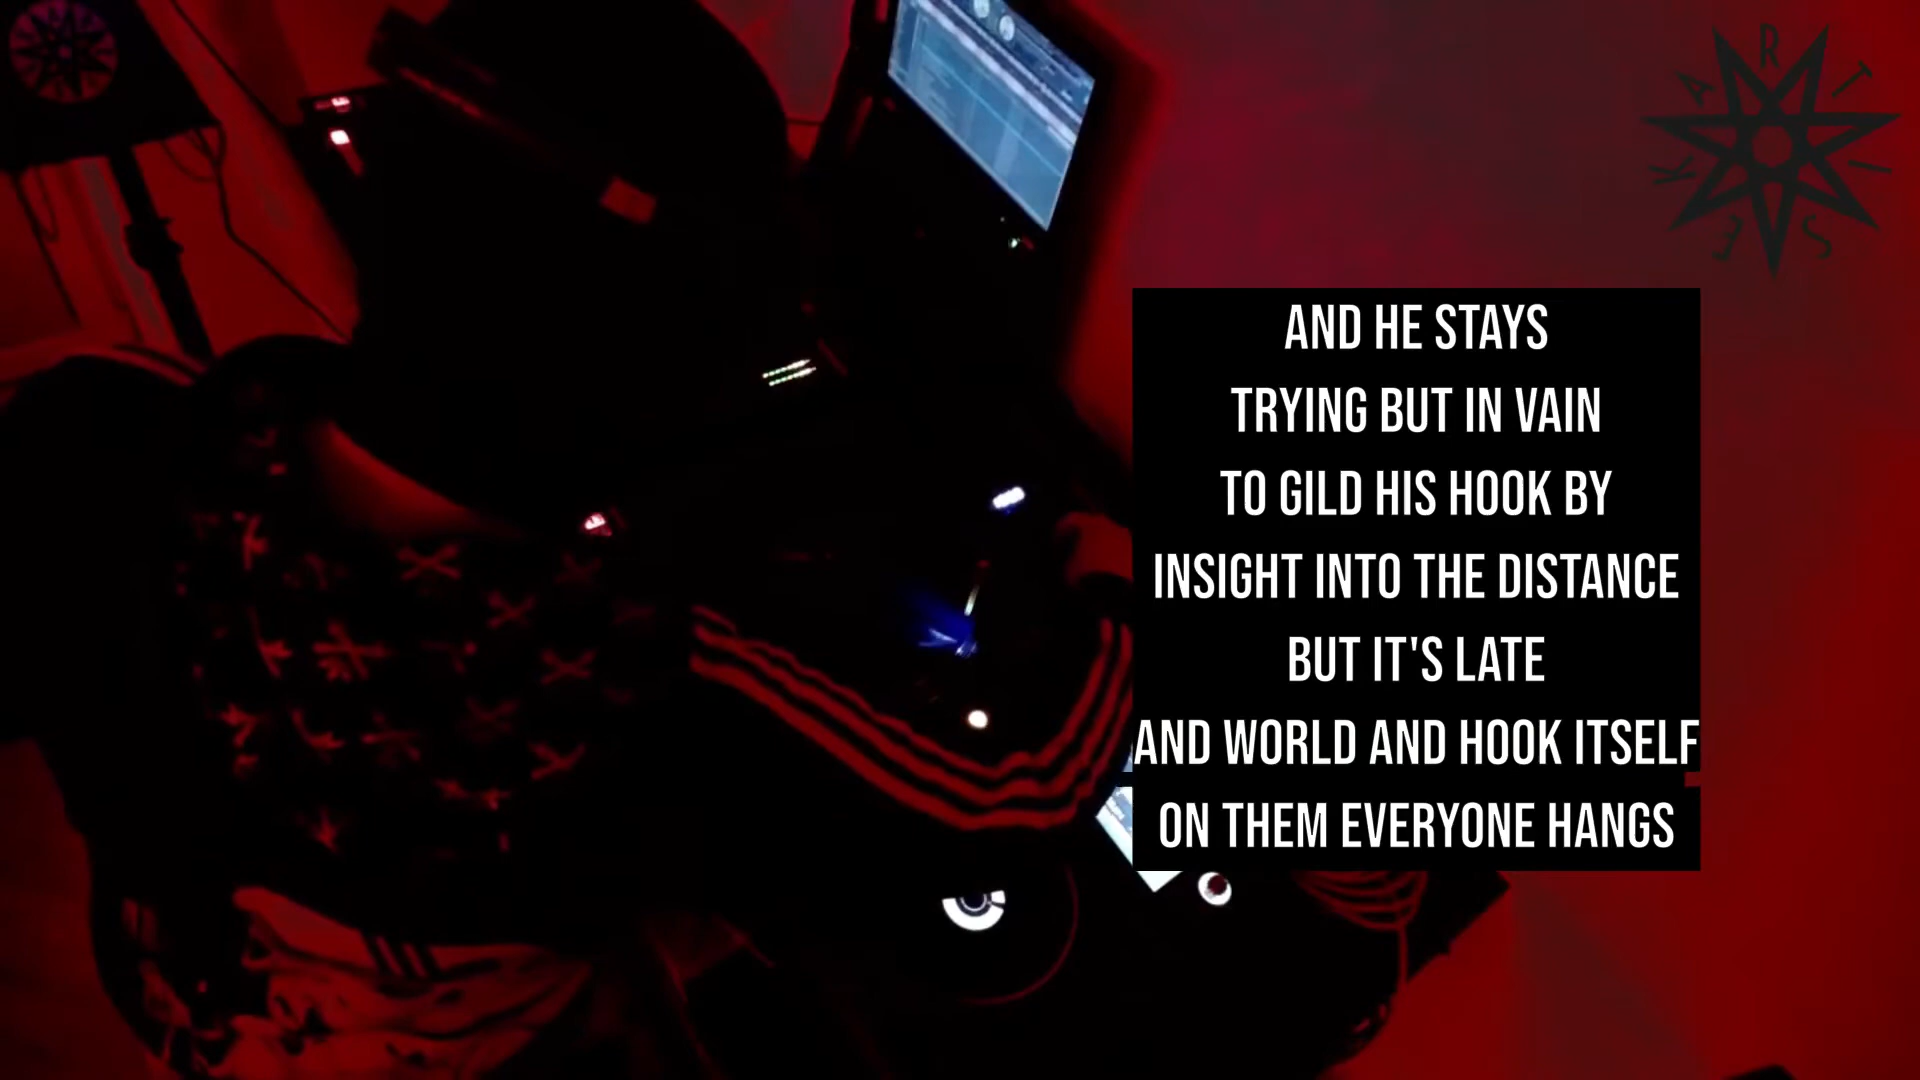 AND HE STAYS
TRYING BUT IN VAIN
TO GILD HIS HOOK BY
INSIGHT INTO THE DISTANCE
BUT IT'S LATE
AND WORLD AND HOOK ITSELF
ON THEM EVERYONE HANGS
K A R T I S E